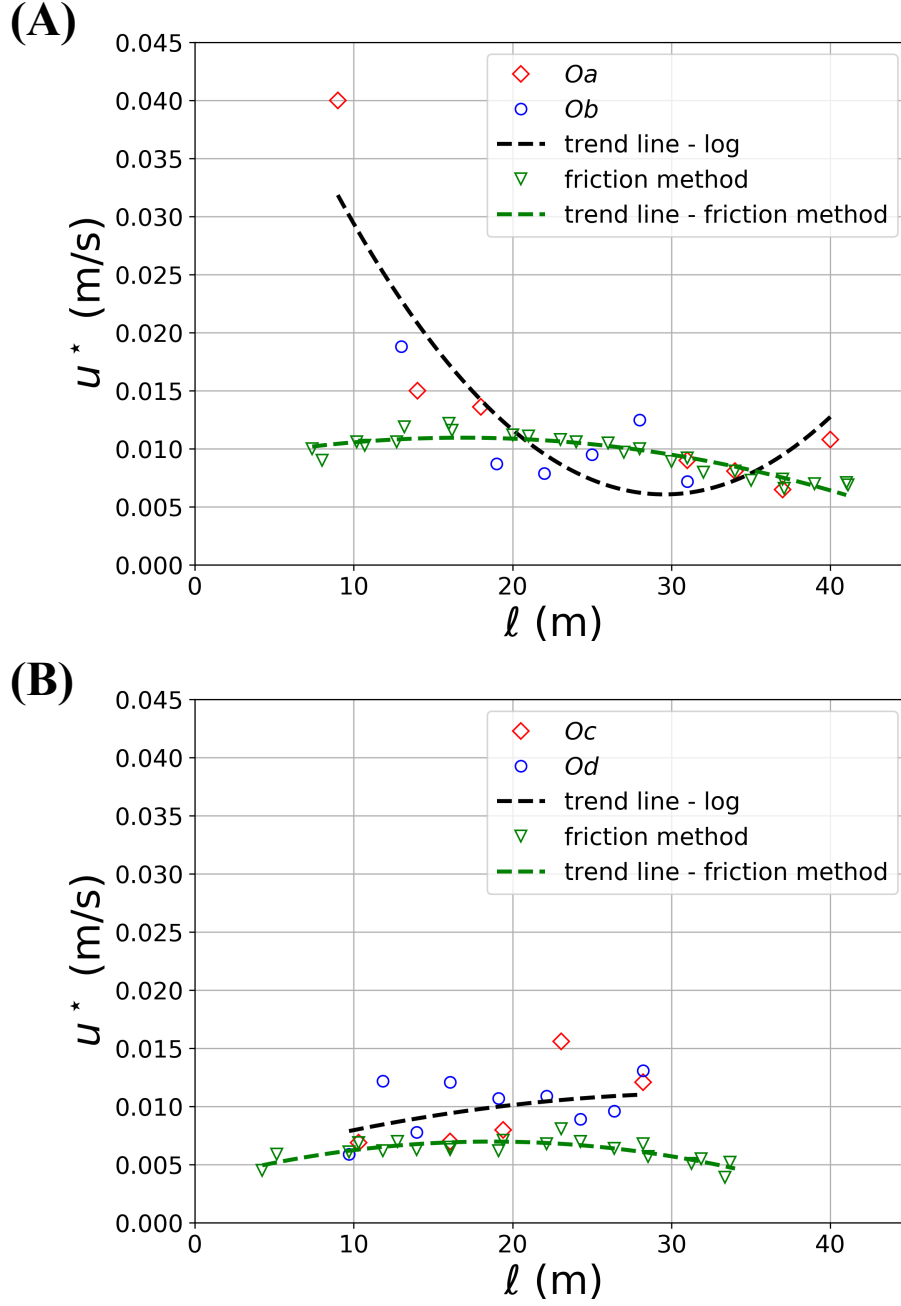 (A)
0.045
0.040
0.035
0.030
0.025
0.020
0.015
0.010
0.005
0.000
u* (m/s)
Oa
Ob
trend line - log
friction method
trend line - friction method
0 10 20 30 40
ℓ (m)
(B)
0.045
0.040
0.035
0.030
0.025
0.020
0.015
0.010
0.005
0.000
u* (m/s)
Oc
Od
trend line - log
friction method
trend line - friction method
0 10 20 30 40
ℓ (m)